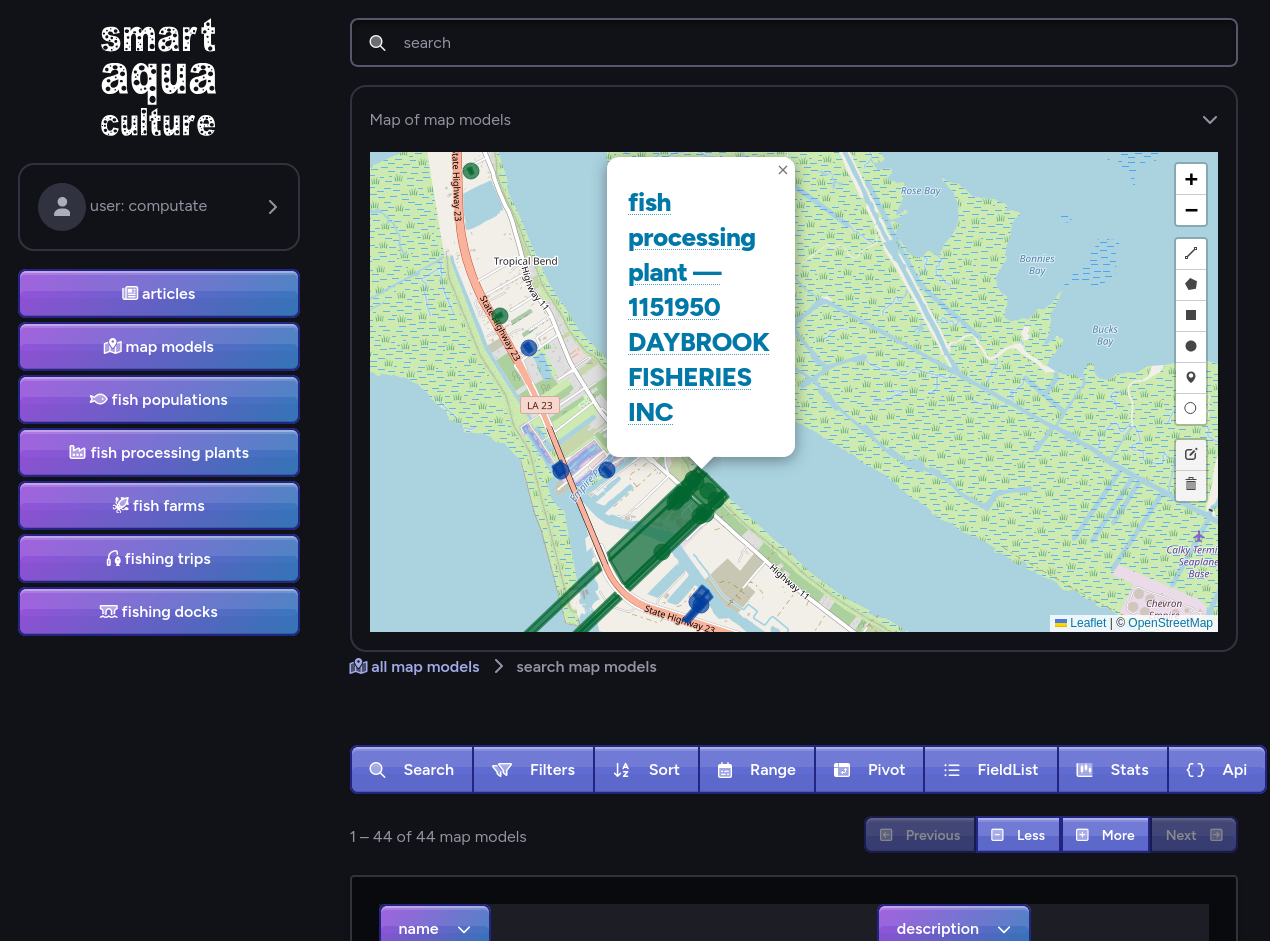 smart
aqua
culture
user: computate
articles
map models
fish populations
fish processing plants
fish farms
fishing trips
fishing docks
search
Map of map models
State Highway 23
Tropical Bend
Highway 11
State Highway 23
LA 23
Rose Bay
Bonnies
Bay
Bucks
Bay
×
fish
processing
plant —
1151950
DAYBROOK
FISHERIES
INC
+
−
Highway 11
State Highway 23
Seaplane
Base
Chevron
Leaflet | © OpenStreetMap
all map models
search map models
Search
Filters
Sort
Range
Pivot
FieldList
Stats
Api
1 – 44 of 44 map models
Previous
Less
More
Next
name
description